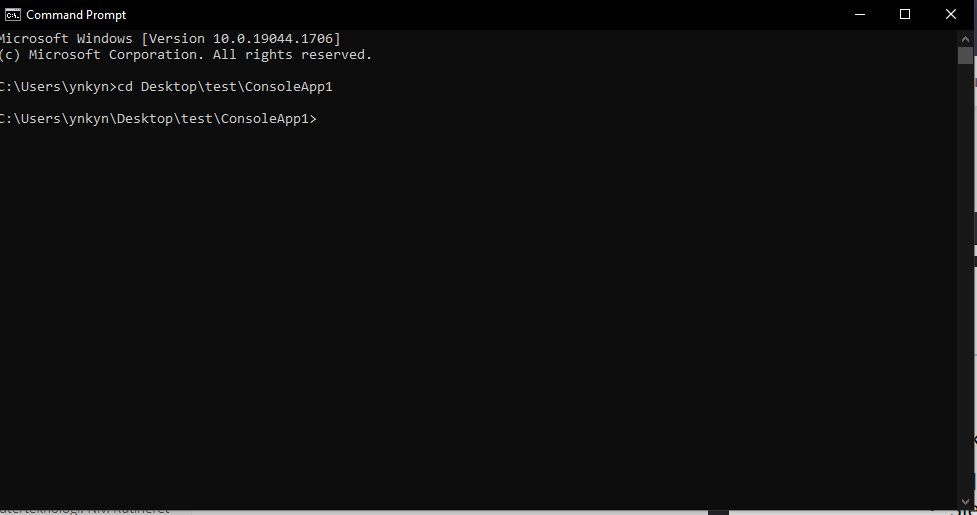 Command Prompt
Microsoft Windows [Version 10.0.19044.1706]
(c) Microsoft Corporation. All rights reserved.
C:\Users\ynkyn>cd Desktop\test\ConsoleApp1
C:\Users\ynkyn\Desktop\test\ConsoleApp1>